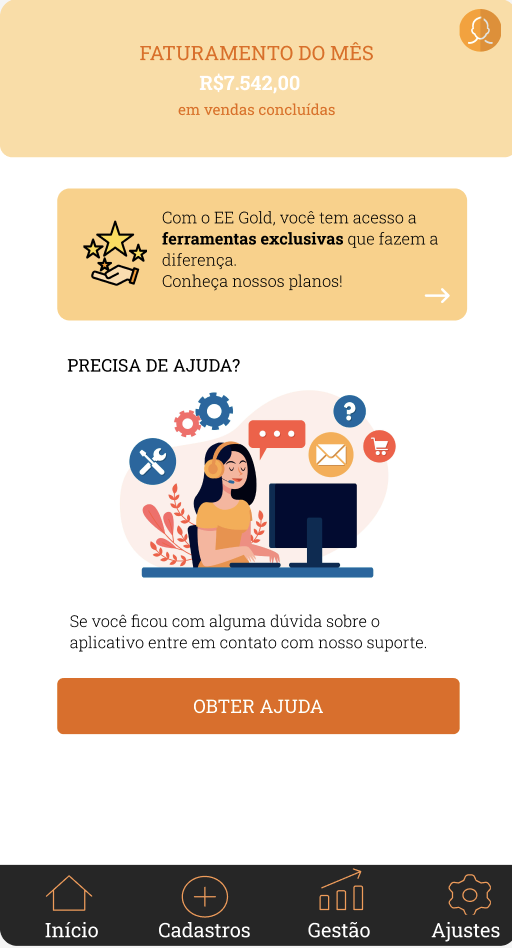 FATURAMENTO DO MÊS
R$7.542,00
em vendas concluídas
Com o EE Gold, você tem acesso a
ferramentas exclusivas que fazem a
diferença.
Conheça nossos planos!
PRECISA DE AJUDA?
?
Se você ficou com alguma dúvida sobre o
aplicativo entre em contato com nosso suporte.
OBTER AJUDA
Início Cadastros Gestão Ajustes